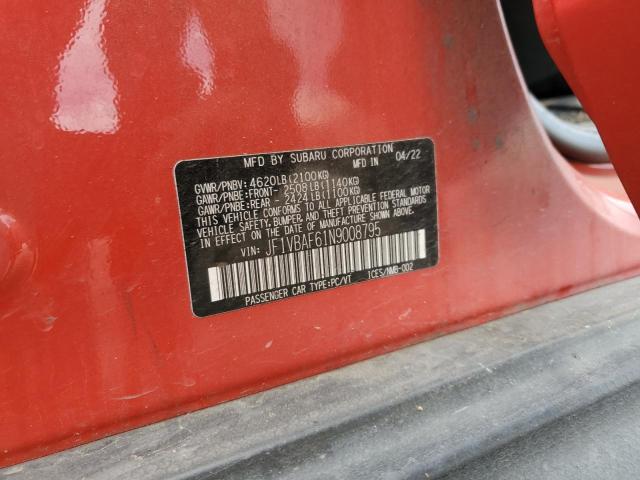 MFD BY SUBARU CORPORATION
MFD IN 04/22
GVWR/PNBV: 4620LB(2100KG)
GAWR/PNBE:FRONT- 2508LB(1140KG)
GAWR/PNBE:REAR - 2424LB(1100KG)
THIS VEHICLE CONFORMS TO ALL APPLICABLE FEDERAL MOTOR
VEHICLE SAFETY, BUMPER, AND THEFT PREVENTION STANDARDS
IN EFFECT ON THE DATE OF MANUFACTURE SHOWN ABOVE.
VIN: JF1VBAF61N9008795
PASSENGER CAR TYPE:PC/VT ICES/NMB-002